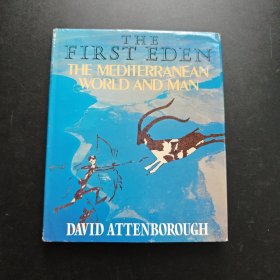 THE
FIRST EDEN
THE MEDITERRANEAN
WORLD AND MAN
DAVID ATTENBOROUGH